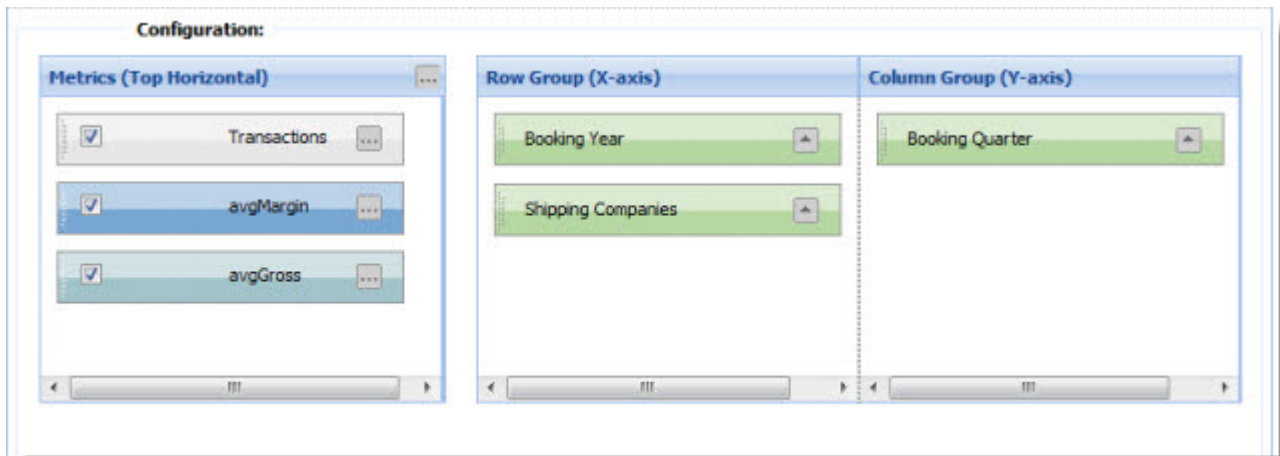 Configuration:
Metrics (Top Horizontal) ...
Row Group (X-axis)
Column Group (Y-axis)
Transactions ...
avgMargin ...
avgGross ...
Booking Year
Shipping Companies
Booking Quarter